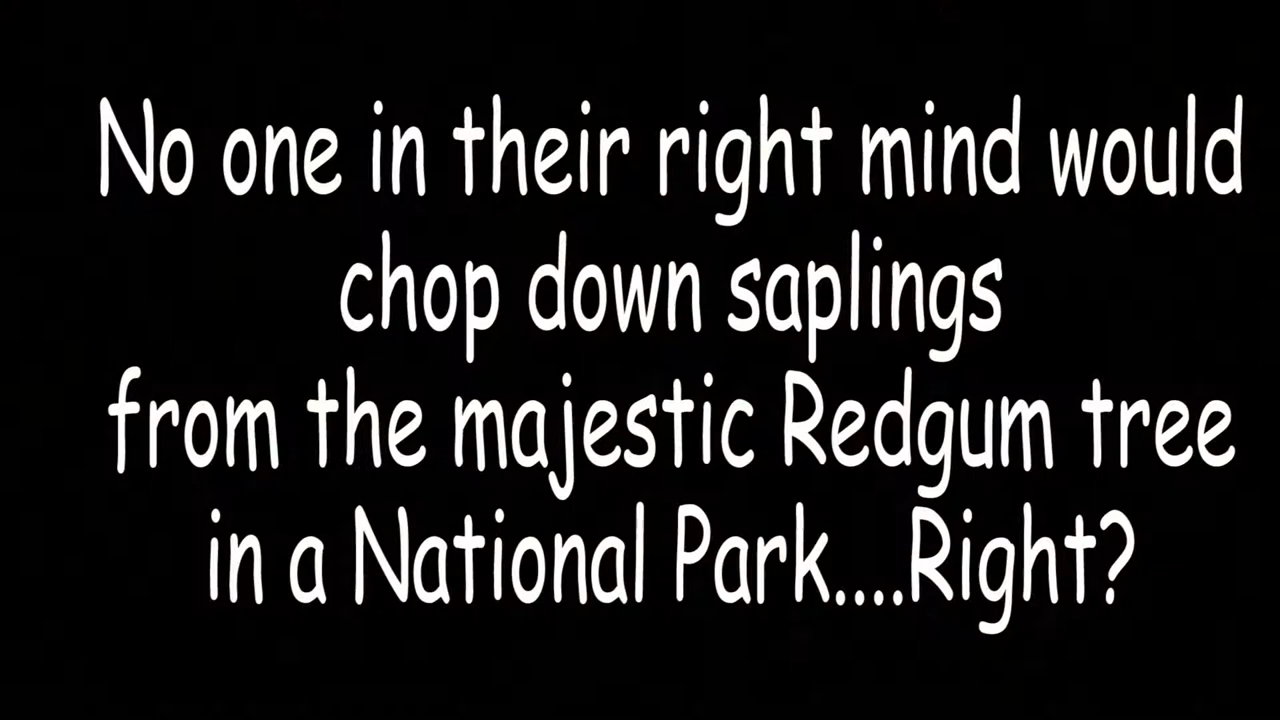 No one in their right mind would
chop down saplings
from the majestic Redgum tree
in a National Park....Right?